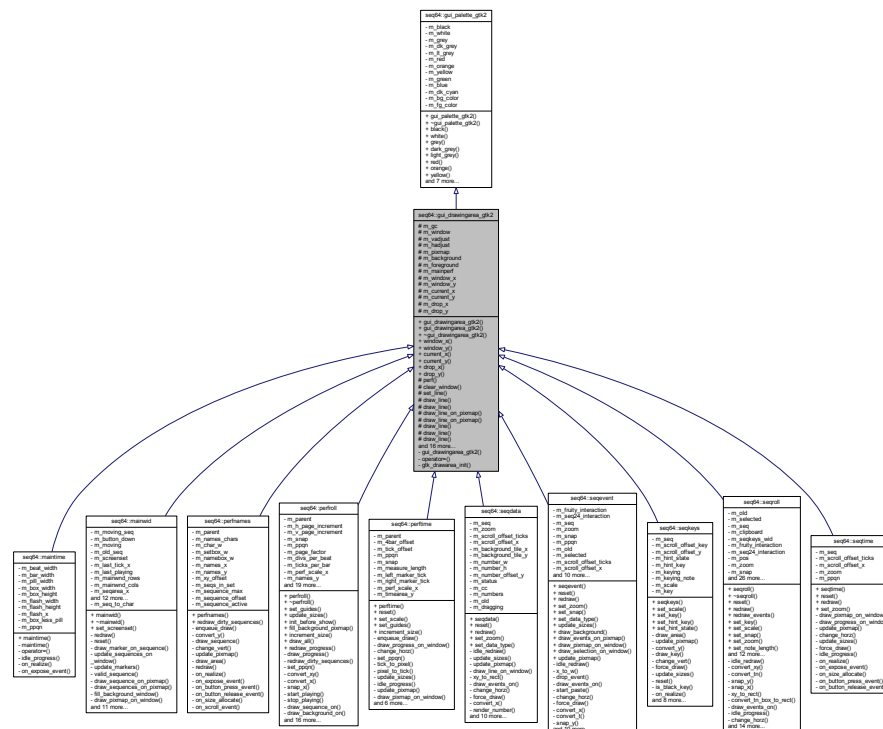 seq64::gui_palette_gtk2
- m_black
- m_white
- m_grey
- m_dk_grey
- m_lt_grey
- m_red
- m_orange
- m_yellow
- m_green
- m_blue
- m_dk_cyan
- m_bg_color
- m_fg_color
+ gui_palette_gtk2()
+ ~gui_palette_gtk2()
+ black()
+ white()
+ grey()
+ dark_grey()
+ light_grey()
+ red()
+ orange()
+ yellow()
and 7 more...
seq64::gui_drawingarea_gtk2
# m_gc
# m_window
# m_vadjust
# m_hadjust
# m_pixmap
# m_background
# m_foreground
# m_mainperf
# m_window_x
# m_window_y
# m_current_x
# m_current_y
# m_drop_x
# m_drop_y
+ gui_drawingarea_gtk2()
+ gui_drawingarea_gtk2()
+ ~gui_drawingarea_gtk2()
+ window_x()
+ window_y()
+ current_x()
+ current_y()
+ drop_x()
+ drop_y()
# perf()
# clear_window()
# set_line()
# draw_line()
# draw_line()
# draw_line_on_pixmap()
# draw_line_on_pixmap()
# draw_line()
# draw_line()
# draw_line()
and 16 more...
- gui_drawingarea_gtk2()
- operator=()
- gtk_drawarea_init()
seq64::maintime
- m_beat_width
- m_bar_width
- m_pill_width
- m_box_width
- m_box_height
- m_flash_width
- m_flash_height
- m_flash_x
- m_box_less_pill
- m_ppqn
+ maintime()
- maintime()
- operator=()
- idle_progress()
- on_realize()
- on_expose_event()
seq64::mainwid
- m_moving_seq
- m_button_down
- m_moving
- m_old_seq
- m_screenset
- m_last_tick_x
- m_last_playing
- m_mainwnd_rows
- m_mainwnd_cols
- m_seqarea_x
and 12 more...
- m_seq_to_char
+ mainwid()
+ ~mainwid()
+ set_screenset()
- redraw()
- reset()
- draw_marker_on_sequence()
- update_sequences_on
_window()
- update_markers()
- valid_sequence()
- draw_sequence_on_pixmap()
- draw_sequences_on_pixmap()
- fill_background_window()
- draw_pixmap_on_window()
and 11 more...
seq64::perfnames
- m_parent
- m_names_chars
- m_char_w
- m_setbox_w
- m_namebox_w
- m_names_x
- m_names_y
- m_xy_offset
- m_seqs_in_set
- m_sequence_max
- m_sequence_offset
- m_sequence_active
+ perfnames()
+ redraw_dirty_sequences()
- enqueue_draw()
- convert_y()
- draw_sequence()
- change_vert()
- update_pixmap()
- draw_area()
- redraw()
- on_realize()
- on_expose_event()
- on_button_press_event()
- on_button_release_event()
- on_size_allocate()
- on_scroll_event()
seq64::perfroll
- m_parent
- m_h_page_increment
- m_v_page_increment
- m_snap
- m_ppqn
- m_page_factor
- m_divs_per_beat
- m_ticks_per_bar
- m_perf_scale_x
- m_names_y
and 19 more...
+ perfroll()
+ ~perfroll()
+ set_guides()
+ update_sizes()
+ init_before_show()
+ fill_background_pixmap()
+ increment_size()
+ draw_all()
+ redraw_progress()
- draw_progress()
- redraw_dirty_sequences()
- set_ppqn()
- convert_xy()
- convert_x()
- snap_x()
- start_playing()
- stop_playing()
- draw_sequence_on()
- draw_background_on()
and 16 more...
seq64::perftime
- m_parent
- m_4bar_offset
- m_tick_offset
- m_ppqn
- m_snap
- m_measure_length
- m_left_marker_tick
- m_right_marker_tick
- m_perf_scale_x
- m_timearea_y
+ perftime()
+ reset()
+ set_scale()
+ set_guides()
+ increment_size()
- enqueue_draw()
- draw_progress_on_window()
- change_horz()
- set_ppqn()
- tick_to_pixel()
- pixel_to_tick()
- update_sizes()
- idle_progress()
- update_pixmap()
- draw_pixmap_on_window()
and 6 more...
seq64::seqdata
- m_seq
- m_zoom
- m_scroll_offset_ticks
- m_scroll_offset_x
- m_background_tile_x
- m_background_tile_y
- m_number_w
- m_number_h
- m_number_offset_y
- m_status
- m_cc
- m_numbers
- m_old
- m_dragging
+ seqdata()
+ reset()
+ redraw()
+ set_zoom()
+ set_data_type()
- idle_redraw()
- update_sizes()
- update_pixmap()
- draw_line_on_window()
- xy_to_rect()
- draw_events_on()
- change_horz()
- force_draw()
- convert_x()
- render_number()
and 10 more...
seq64::seqevent
- m_fruity_interaction
- m_seq24_interaction
- m_seq
- m_zoom
- m_snap
- m_ppqn
- m_old
- m_selected
- m_scroll_offset_ticks
- m_scroll_offset_x
and 10 more...
+ seqevent()
+ reset()
+ redraw()
+ set_zoom()
+ set_snap()
+ set_data_type()
+ update_sizes()
+ draw_background()
+ draw_events_on_pixmap()
+ draw_pixmap_on_window()
+ draw_selection_on_window()
+ update_pixmap()
- idle_redraw()
- x_to_w()
- drop_event()
- draw_events_on()
- start_paste()
- change_horz()
- force_draw()
- convert_x()
- convert_t()
- snap_y()
seq64::seqkeys
- m_seq
- m_scroll_offset_key
- m_scroll_offset_y
- m_hint_state
- m_hint_key
- m_keying
- m_keying_note
- m_scale
- m_key
+ seqkeys()
+ set_scale()
+ set_key()
+ set_hint_key()
+ set_hint_state()
- draw_area()
- update_pixmap()
- convert_y()
- draw_key()
- change_vert()
- force_draw()
- update_sizes()
- reset()
- is_black_key()
- on_realize()
and 8 more...
seq64::seqroll
- m_old
- m_selected
- m_seq
- m_clipboard
- m_seqkeys_wid
- m_fruity_interaction
- m_seq24_interaction
- m_pos
- m_zoom
- m_snap
and 26 more...
+ seqroll()
+ ~seqroll()
+ reset()
+ redraw()
+ redraw_events()
+ set_key()
+ set_scale()
+ set_snap()
+ set_zoom()
+ set_note_length()
and 12 more...
- idle_redraw()
- convert_xy()
- convert_tn()
- snap_y()
- snap_x()
- xy_to_rect()
- convert_tn_box_to_rect()
- draw_events_on()
- idle_progress()
- change_horz()
and 14 more...
seq64::seqtime
- m_seq
- m_scroll_offset_ticks
- m_scroll_offset_x
- m_zoom
- m_ppqn
+ seqtime()
+ reset()
+ redraw()
+ set_zoom()
- draw_pixmap_on_window()
- draw_progress_on_window()
- update_pixmap()
- change_horz()
- update_sizes()
- force_draw()
- idle_progress()
- on_realize()
- on_expose_event()
- on_size_allocate()
- on_button_press_event()
- on_button_release_event()